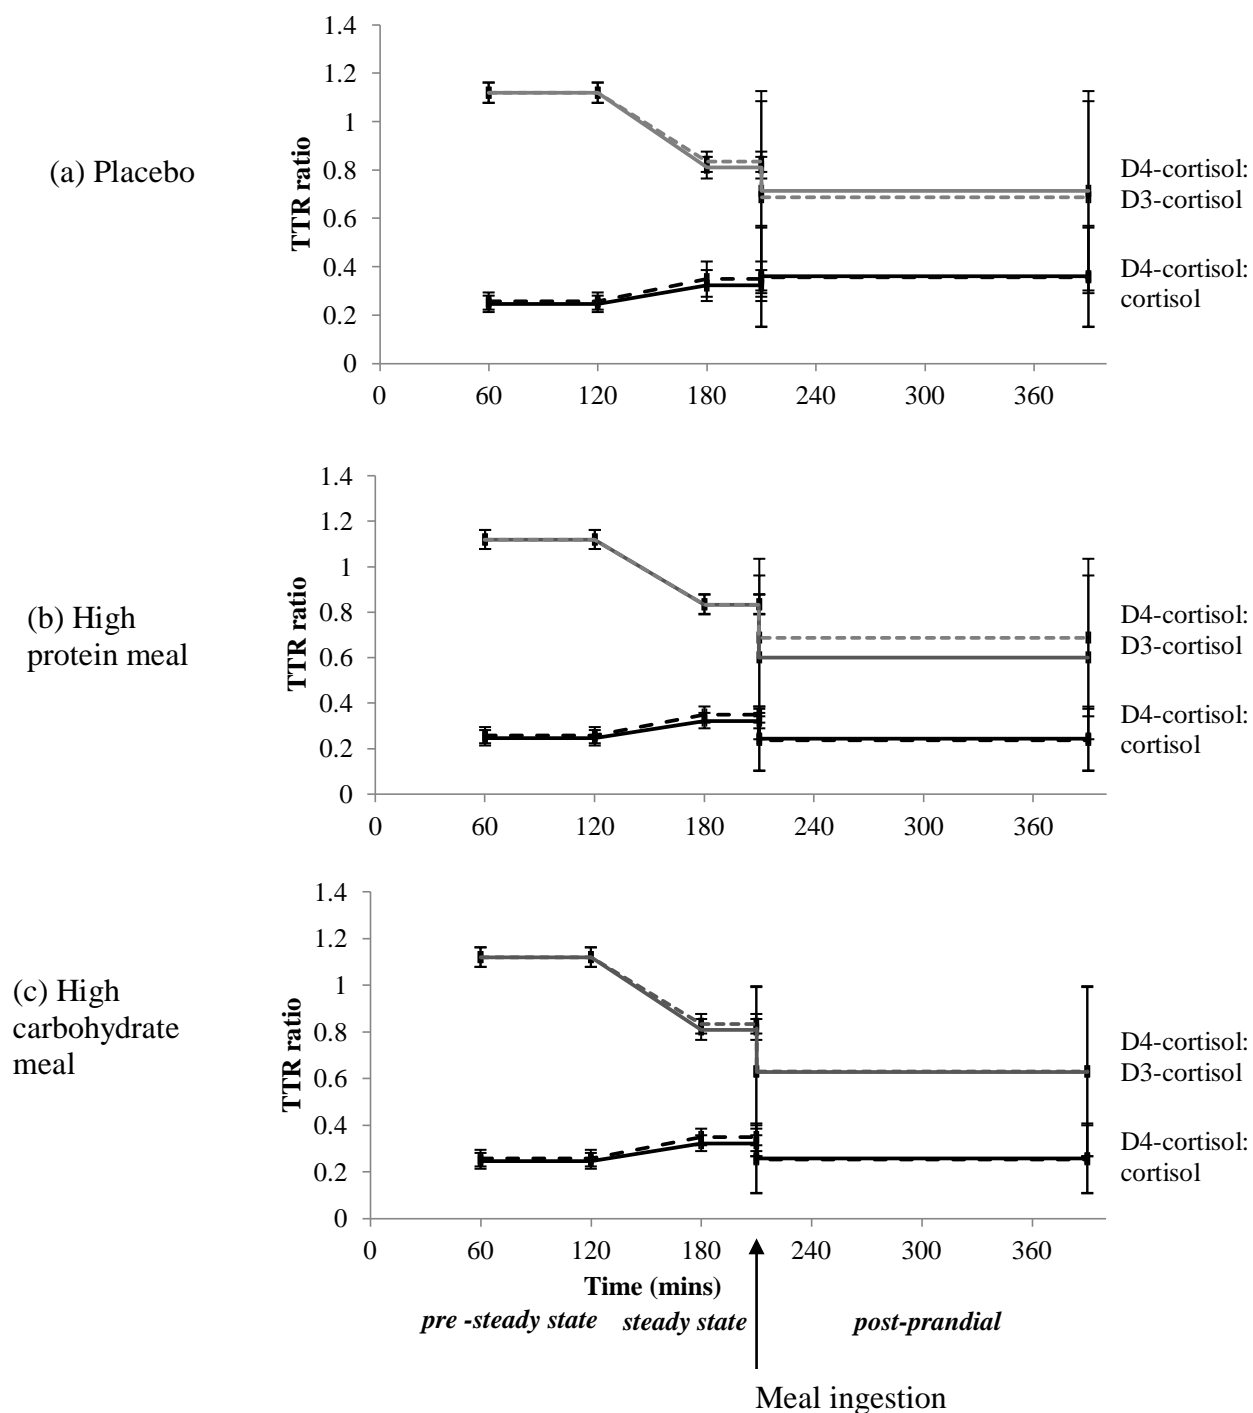 (a) Placebo
TTR ratio
1.4
1.2
1
0.8
0.6
0.4
0.2
0
0
60
120
180
240
300
360
D4-cortisol:
D3-cortisol
D4-cortisol:
cortisol
(b) High
protein meal
TTR ratio
1.4
1.2
1
0.8
0.6
0.4
0.2
0
0
60
120
180
240
300
360
D4-cortisol:
D3-cortisol
D4-cortisol:
cortisol
(c) High
carbohydrate
meal
TTR ratio
1.4
1.2
1
0.8
0.6
0.4
0.2
0
0
60
120
180
240
300
360
D4-cortisol:
D3-cortisol
D4-cortisol:
cortisol
Time (mins)
pre -steady state
steady state
post-prandial
Meal ingestion